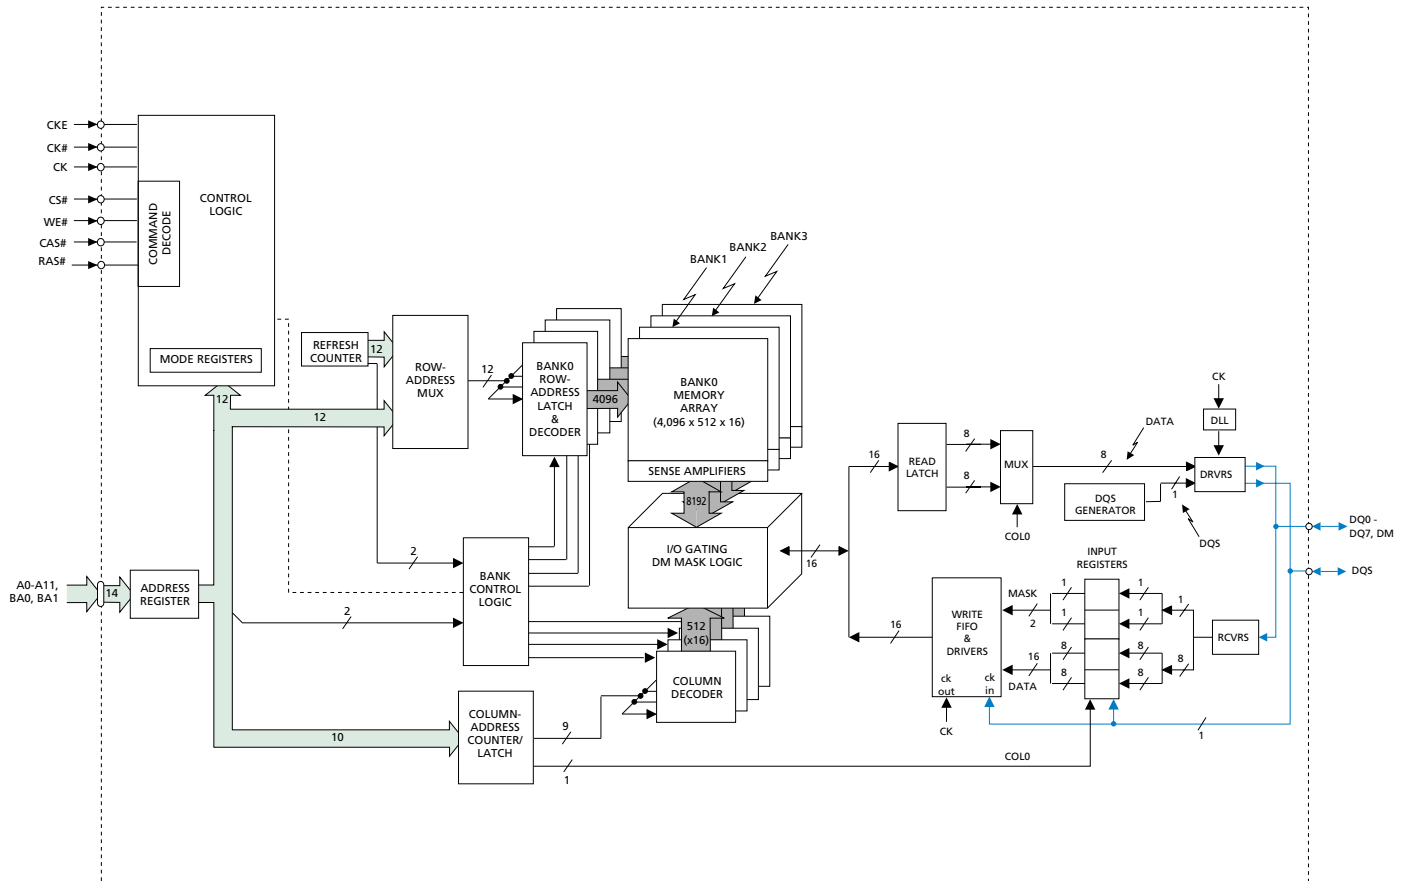 CKE
CK#
CK
CS#
WE#
CAS#
RAS#
COMMAND
DECODE
CONTROL
LOGIC
MODE REGISTERS
REFRESH
COUNTER
12
ROW-
ADDRESS
MUX
12
12
12
BANK0
ROW-
ADDRESS
LATCH
&
DECODER
4096
BANK1
BANK2
BANK3
BANK0
MEMORY
ARRAY
(4,096 x 512 x 16)
SENSE AMPLIFIERS
8192
I/O GATING
DM MASK LOGIC
512
(x16)
COLUMN
DECODER
A0-A11,
BA0, BA1
14
ADDRESS
REGISTER
2
2
BANK
CONTROL
LOGIC
10
COLUMN-
ADDRESS
COUNTER/
LATCH
9
1
COL0
16
16
16
READ
LATCH
8
8
MUX
COL0
8
DATA
CK
DLL
DRVRS
DQS
GENERATOR
1
DQS
DQ0 -
DQ7, DM
DQS
INPUT
REGISTERS
WRITE
FIFO
&
DRIVERS
ck
out
ck
in
CK
MASK
2
16
DATA
1
1
8
8
1
1
8
8
1
8
RCVRS
1